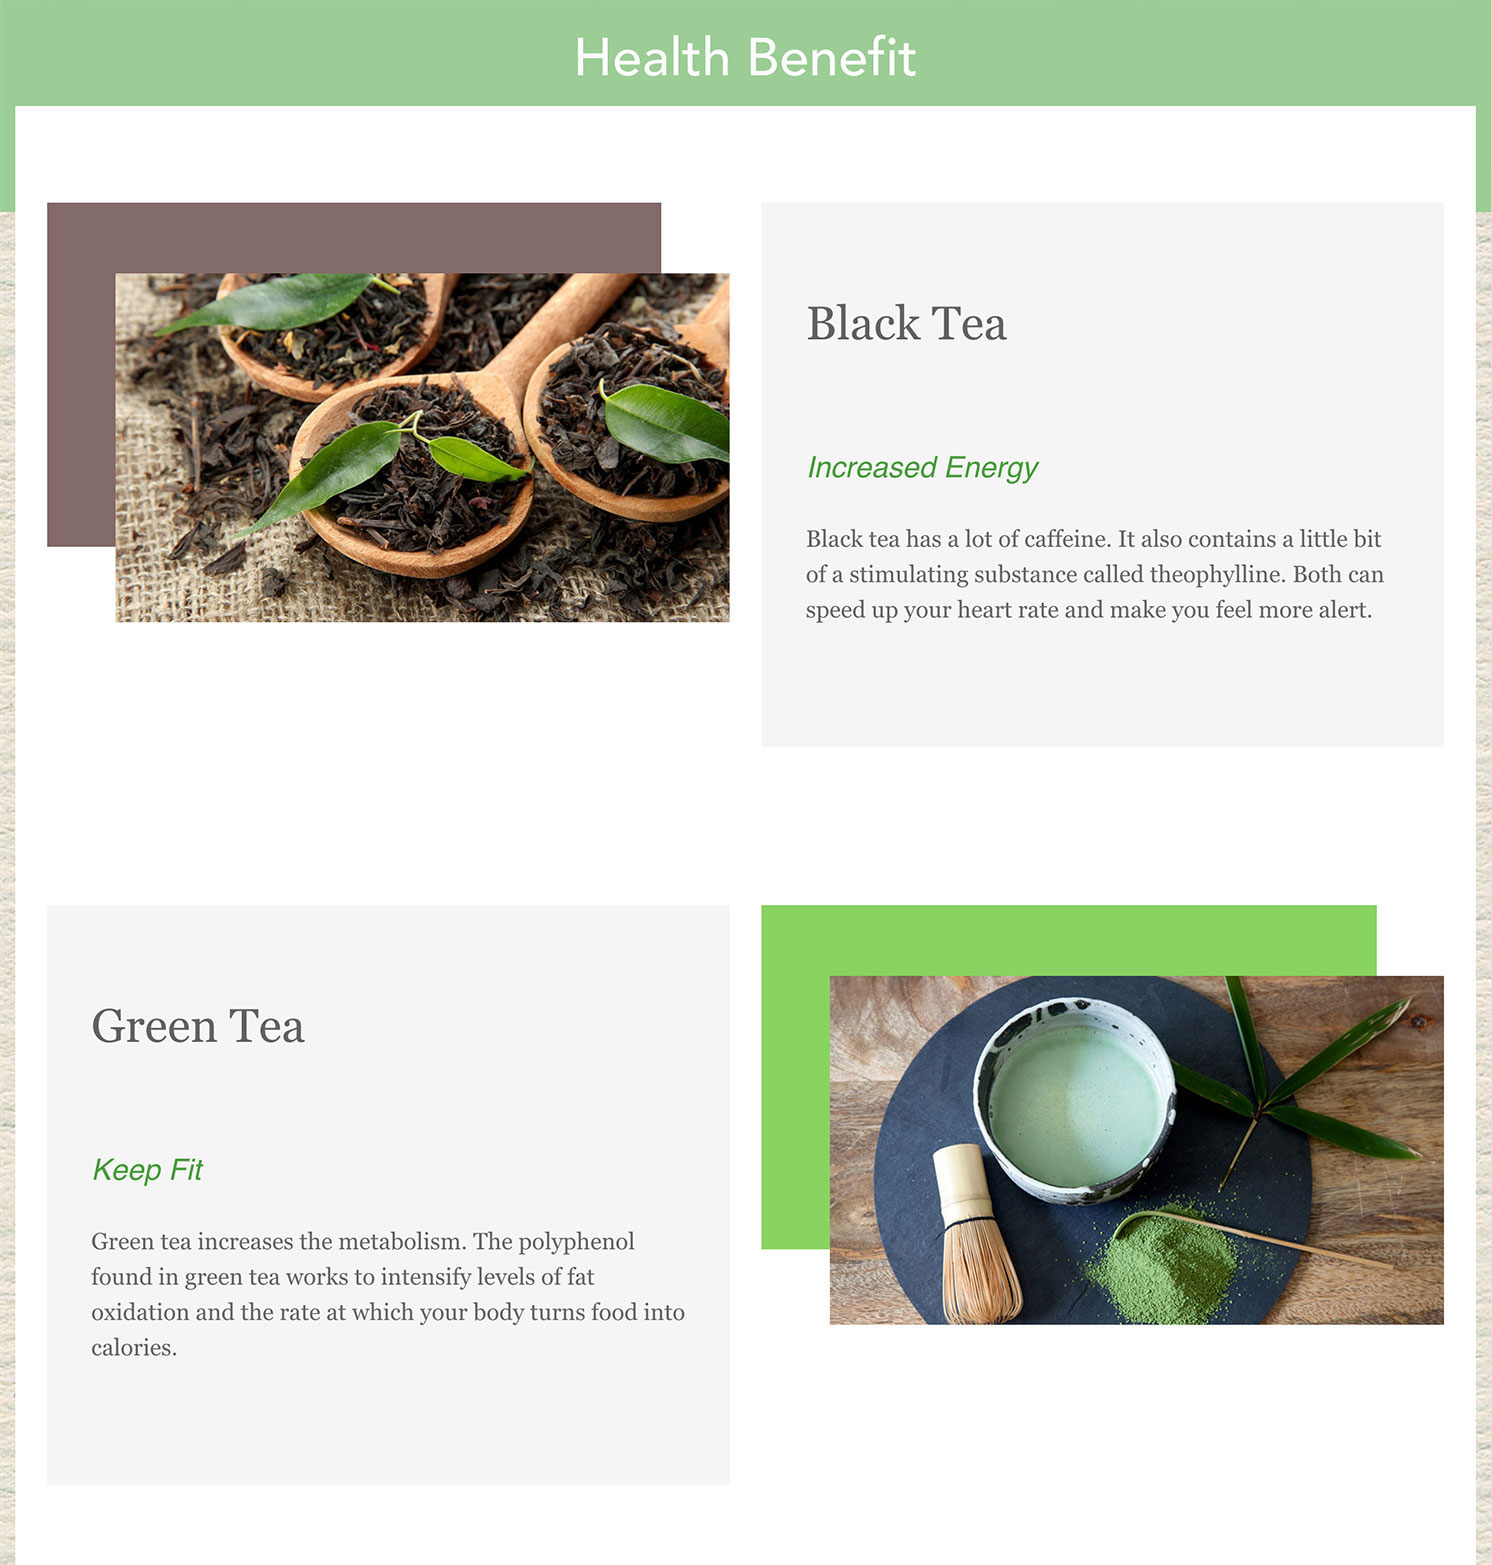 Health Benefit
Black Tea
Increased Energy
Black tea has a lot of caffeine. It also contains a little bit
of a stimulating substance called theophylline. Both can
speed up your heart rate and make you feel more alert.
Green Tea
Keep Fit
Green tea increases the metabolism. The polyphenol
found in green tea works to intensify levels of fat
oxidation and the rate at which your body turns food into
calories.